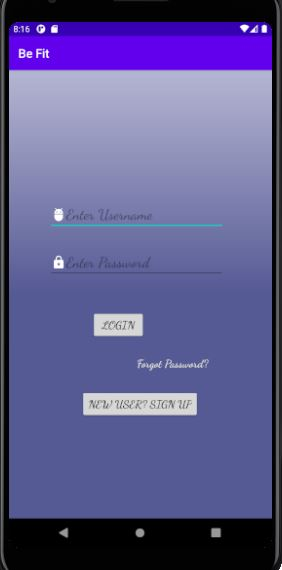 8:16
Be Fit
Enter Username
Enter Password
LOGIN
Forgot Password?
NEW USER? SIGN UP